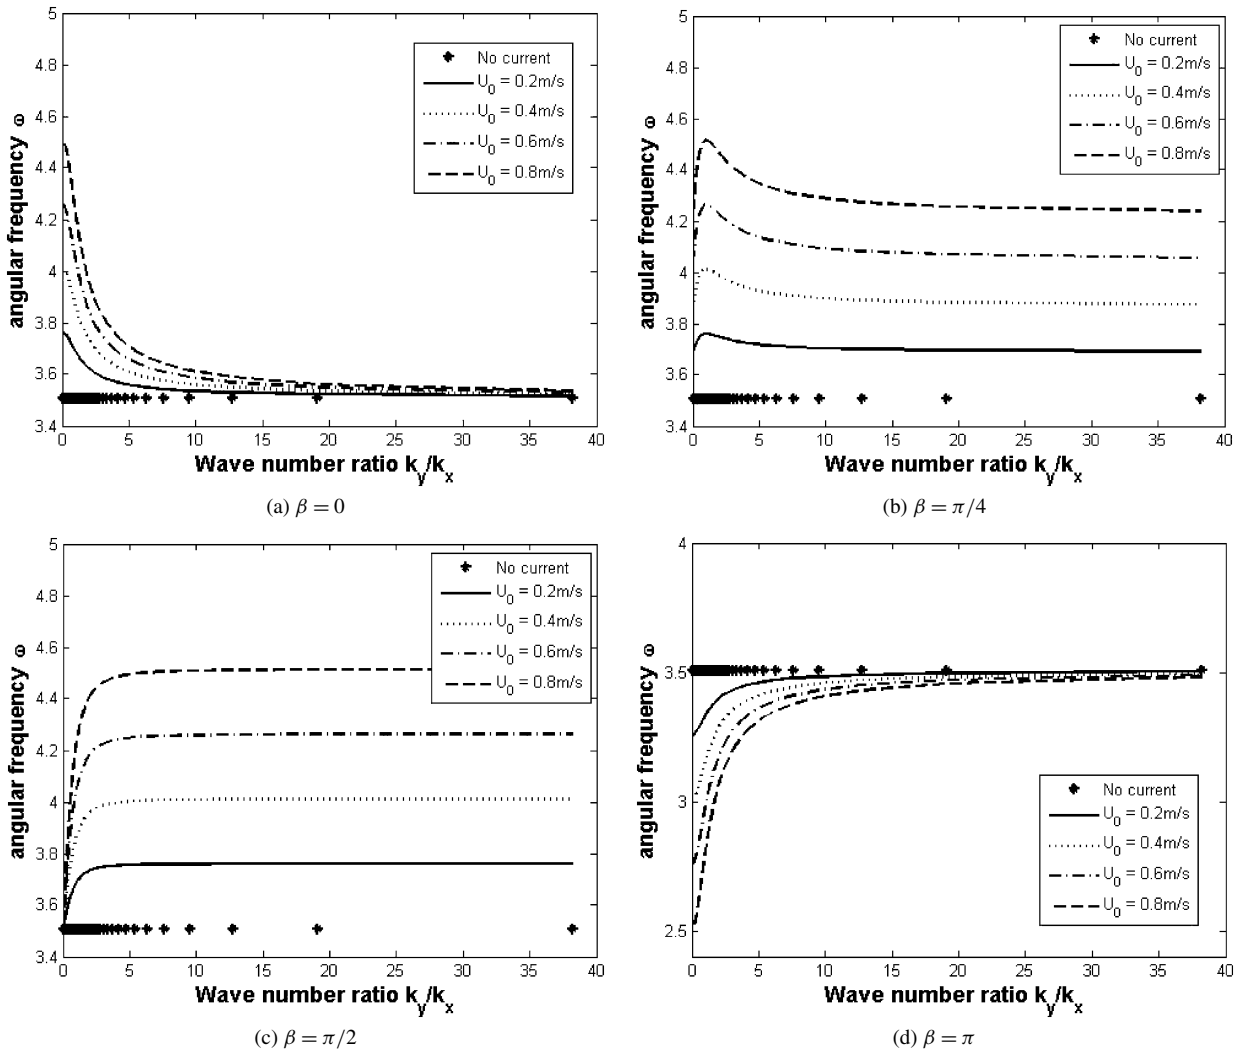 5
4.8
4.6
4.4
4.2
4
3.8
3.6
3.4
angular frequency ω
No current
U0 = 0.2m/s
U0 = 0.4m/s
U0 = 0.6m/s
U0 = 0.8m/s
0 5 10 15 20 25 30 35 40
Wave number ratio ky/kx
(a) β = 0
5
4.8
4.6
4.4
4.2
4
3.8
3.6
3.4
angular frequency ω
No current
U0 = 0.2m/s
U0 = 0.4m/s
U0 = 0.6m/s
U0 = 0.8m/s
0 5 10 15 20 25 30 35 40
Wave number ratio ky/kx
(b) β = π/4
5
4.8
4.6
4.4
4.2
4
3.8
3.6
3.4
angular frequency ω
No current
U0 = 0.2m/s
U0 = 0.4m/s
U0 = 0.6m/s
U0 = 0.8m/s
0 5 10 15 20 25 30 35 40
Wave number ratio ky/kx
(c) β = π/2
4
3.5
3
2.5
angular frequency ω
No current
U0 = 0.2m/s
U0 = 0.4m/s
U0 = 0.6m/s
U0 = 0.8m/s
0 5 10 15 20 25 30 35 40
Wave number ratio ky/kx
(d) β = π